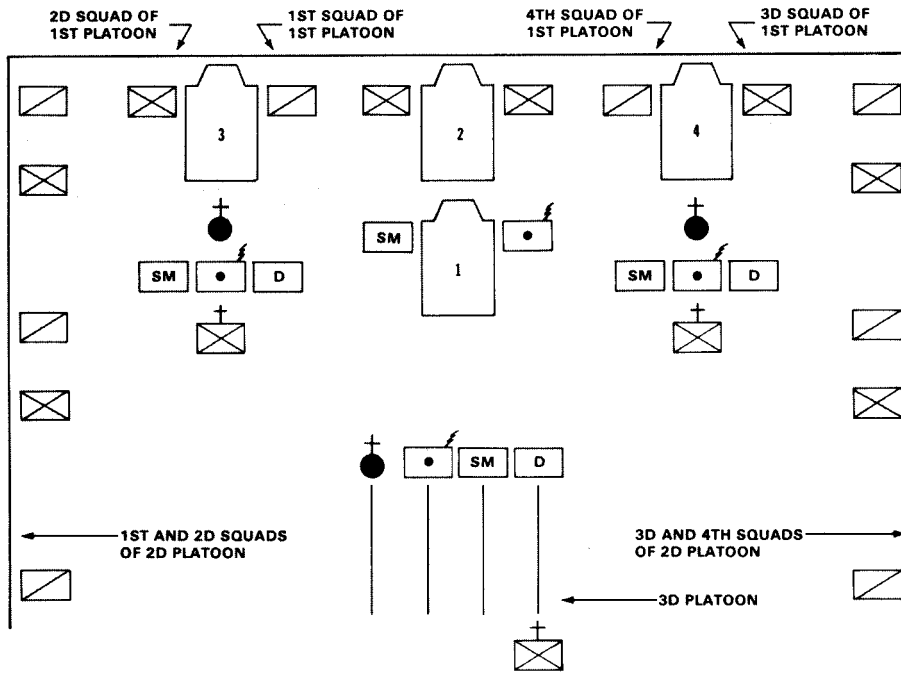 2D SQUAD OF
1ST PLATOON
1ST SQUAD OF
1ST PLATOON
4TH SQUAD OF
1ST PLATOON
3D SQUAD OF
1ST PLATOON
3
2
4
SM
1
SM
D
SM
D
SM
D
1ST AND 2D SQUADS
OF 2D PLATOON
3D AND 4TH SQUADS
OF 2D PLATOON
3D PLATOON